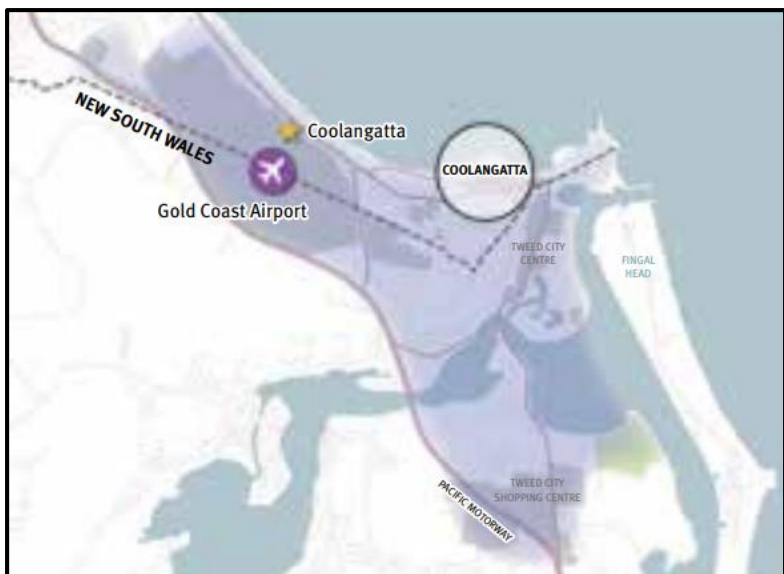 NEW SOUTH WALES
Coolangatta
COOLANGATTA
Gold Coast Airport
TWEED CITY
CENTRE
FINGAL
HEAD
PACIFIC MOTORWAY
TWEED CITY
SHOPPING CENTRE